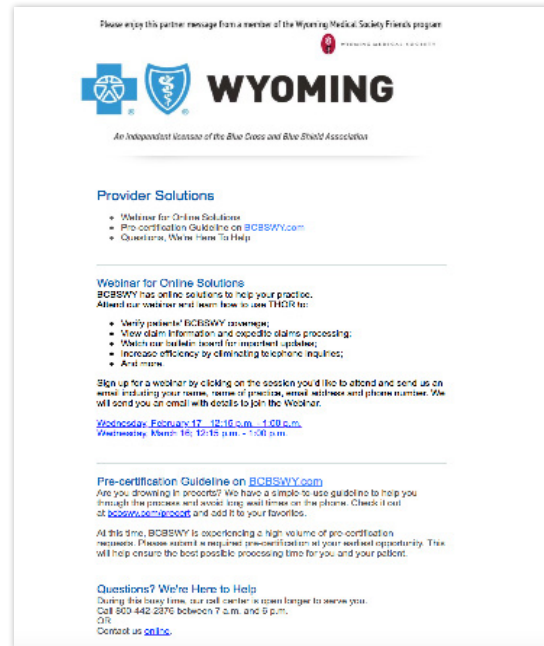 Please enjoy this partner message from a member of the Wyoming Medical Society Friends program
WYOMING MEDICAL SOCIETY
WYOMING
An independent licensee of the Blue Cross and Blue Shield Association
Provider Solutions
• Webinar for Online Solutions
• Pre-certification Guideline on BCBSWY.com
• Questions, We're Here To Help
Webinar for Online Solutions
BCBSWY has online solutions to help your practice.
Attend our webinar and learn how to use THOR to:
• Verify patients' BCBSWY coverage;
• View claim information and expedite claims processing;
• Watch our bulletin board for important updates;
• Increase efficiency by eliminating telephone inquiries;
• And more.
Sign up for a webinar by clicking on the session you'd like to attend and send us an
email including your name, name of practice, email address and phone number. We
will send you an email with details to join the Webinar.
Wednesday, February 17 - 12:15 p.m. - 1:00 p.m.
Wednesday, March 16; 12:15 p.m. - 1:00 p.m.
Pre-certification Guideline on BCBSWY.com
Are you drowning in precerts? We have a simple-to-use guideline to help you
through the process and avoid long wait times on the phone. Check it out
at bcbswy.com/precert and add it to your favorites.
At this time, BCBSWY is experiencing a high volume of pre-certification
requests. Please submit a required pre-certification at your earliest opportunity. This
will help ensure the best possible processing time for you and your patient.
Questions? We're Here to Help
During this busy time, our call center is open longer to serve you.
Call 800-442-2376 between 7 a.m. and 6 p.m.
OR
Contact us online.